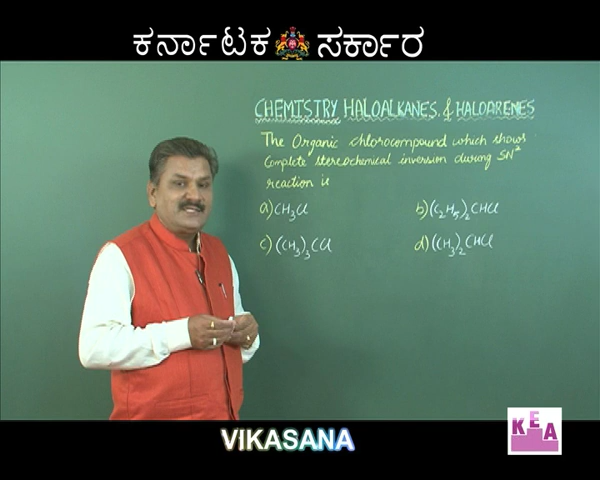 ಕರ್ನಾಟಕ ಸರ್ಕಾರ
CHEMISTRY HALOALKANES & HALOARENES
The Organic chlorocompound which shows
Complete stereochemical inversion during SN²
reaction is
a) CH₃Cl b) (C₂H₅)₂CHCl
c) (CH₃)₃CCl d) (CH₃)₂CHCl
VIKASANA
KEA